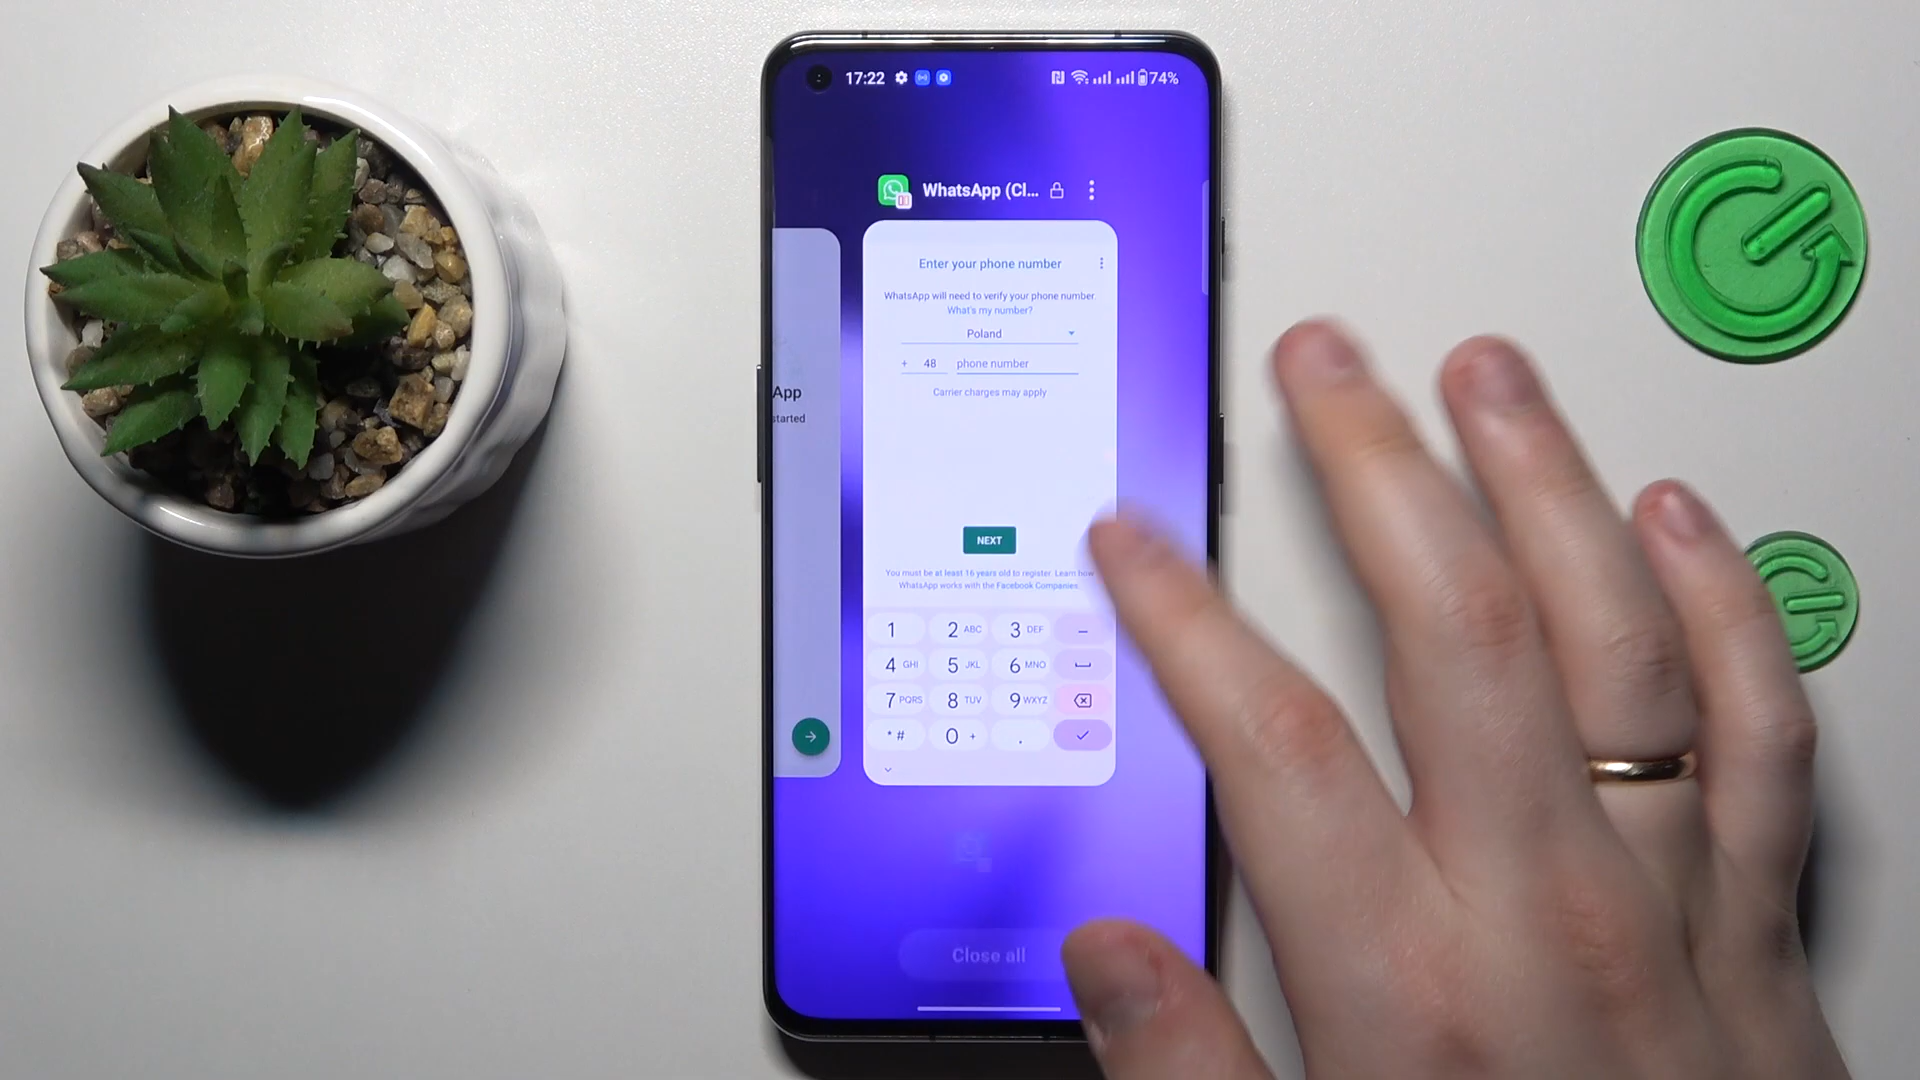 17:22
74%
WhatsApp (Cl...
Enter your phone number
WhatsApp will need to verify your phone number.
What's my number?
Poland
+ 48 phone number
Carrier charges may apply
App
started
NEXT
You must be at least 16 years old to register. Learn how
WhatsApp works with the Facebook Companies.
1 2 ABC 3 DEF –
4 GHI 5 JKL 6 MNO
7 PQRS 8 TUV 9 WXYZ
* # 0 + .
Close all